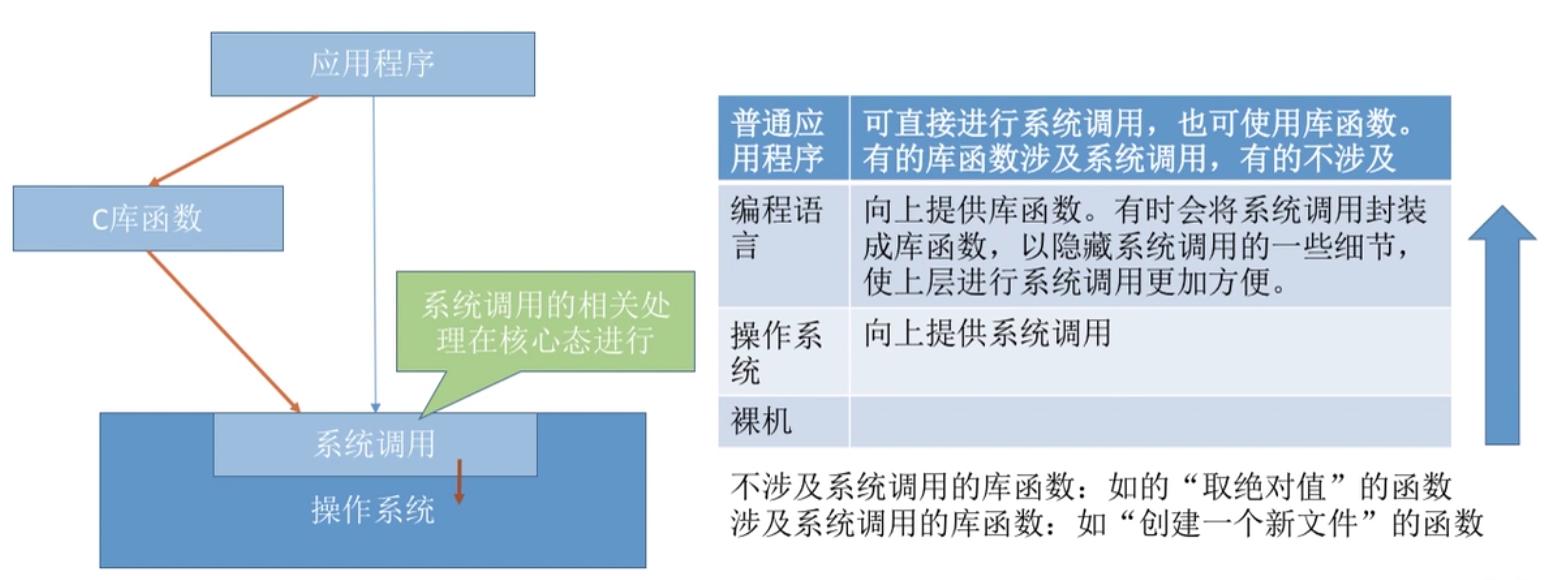 应用程序
C库函数
系统调用的相关处
理在核心态进行
系统调用
操作系统
普通应
用程序
可直接进行系统调用，也可使用库函数。
有的库函数涉及系统调用，有的不涉及
编程语
言
向上提供库函数。有时会将系统调用封装
成库函数，以隐藏系统调用的一些细节，
使上层进行系统调用更加方便。
操作系
统
向上提供系统调用
裸机
不涉及系统调用的库函数：如的“取绝对值”的函数
涉及系统调用的库函数：如“创建一个新文件”的函数